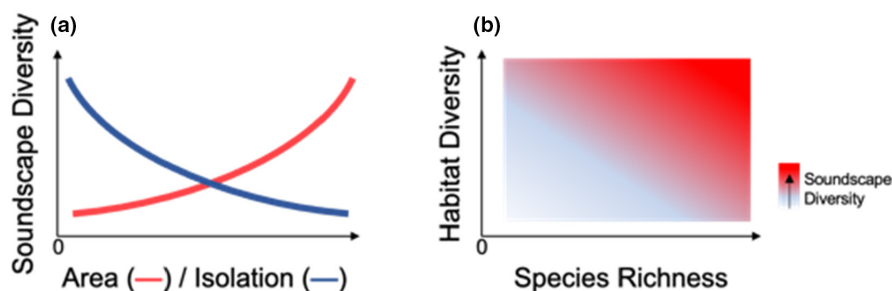 (a)
Soundscape Diversity
0
Area (—) / Isolation (—)
(b)
Habitat Diversity
0
Species Richness
Soundscape
Diversity